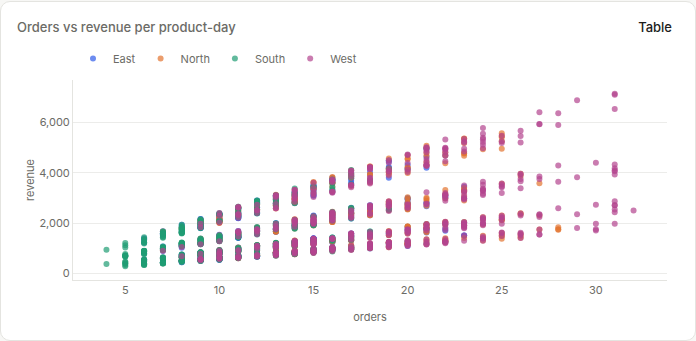 Orders vs revenue per product-day Table
East North South West
revenue
6,000
4,000
2,000
0
5 10 15 20 25 30
orders